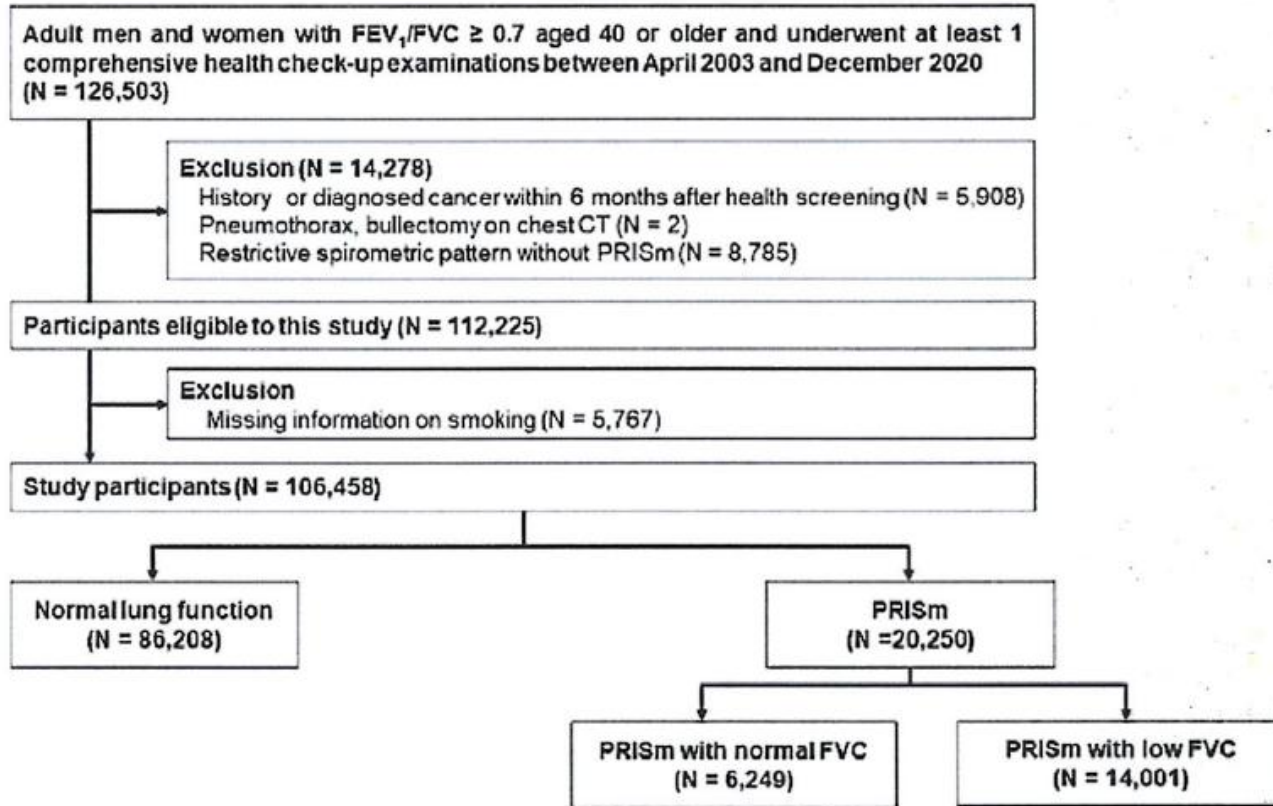 Adult men and women with FEV₁/FVC ≥ 0.7 aged 40 or older and underwent at least 1
comprehensive health check-up examinations between April 2003 and December 2020
(N = 126,503)
Exclusion (N = 14,278)
History or diagnosed cancer within 6 months after health screening (N = 5,908)
Pneumothorax, bullectomy on chest CT (N = 2)
Restrictive spirometric pattern without PRISm (N = 8,785)
Participants eligible to this study (N = 112,225)
Exclusion
Missing information on smoking (N = 5,767)
Study participants (N = 106,458)
Normal lung function
(N = 86,208)
PRISm
(N =20,250)
PRISm with normal FVC
(N = 6,249)
PRISm with low FVC
(N = 14,001)